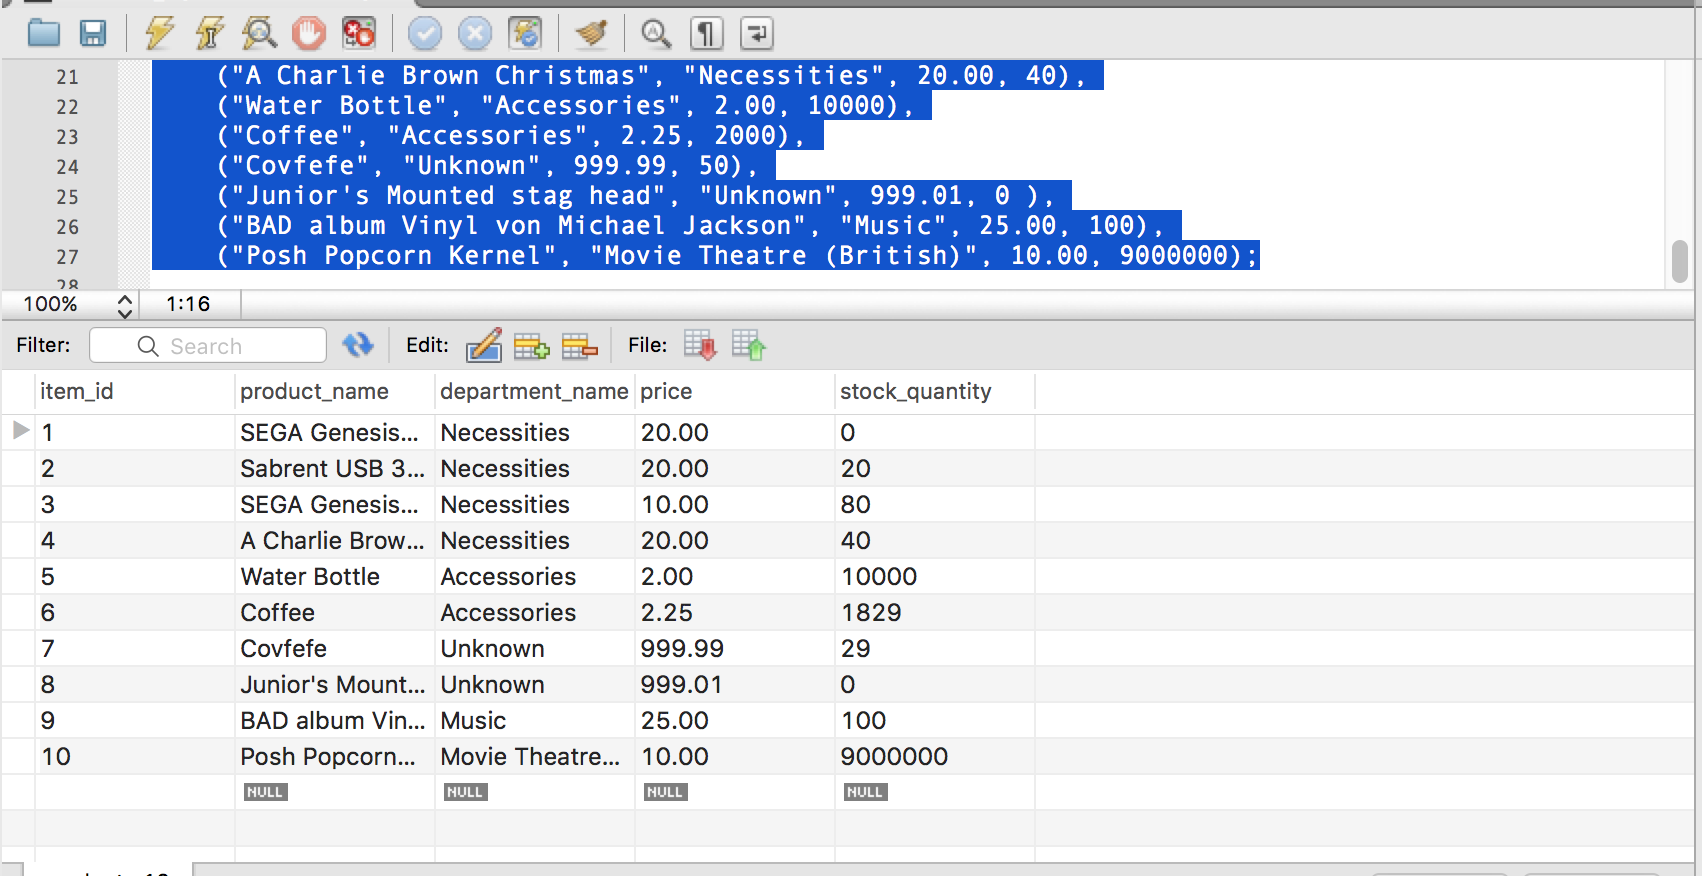 21 ("A Charlie Brown Christmas", "Necessities", 20.00, 40),
22 ("Water Bottle", "Accessories", 2.00, 10000),
23 ("Coffee", "Accessories", 2.25, 2000),
24 ("Covfefe", "Unknown", 999.99, 50),
25 ("Junior's Mounted stag head", "Unknown", 999.01, 0 ),
26 ("BAD album Vinyl von Michael Jackson", "Music", 25.00, 100),
27 ("Posh Popcorn Kernel", "Movie Theatre (British)", 10.00, 9000000);
28
100% 1:16
Filter: Search Edit: File:
item_id product_name department_name price stock_quantity
1 SEGA Genesis... Necessities 20.00 0
2 Sabrent USB 3... Necessities 20.00 20
3 SEGA Genesis... Necessities 10.00 80
4 A Charlie Brow... Necessities 20.00 40
5 Water Bottle Accessories 2.00 10000
6 Coffee Accessories 2.25 1829
7 Covfefe Unknown 999.99 29
8 Junior's Mount... Unknown 999.01 0
9 BAD album Vin... Music 25.00 100
10 Posh Popcorn... Movie Theatre... 10.00 9000000
NULL NULL NULL NULL